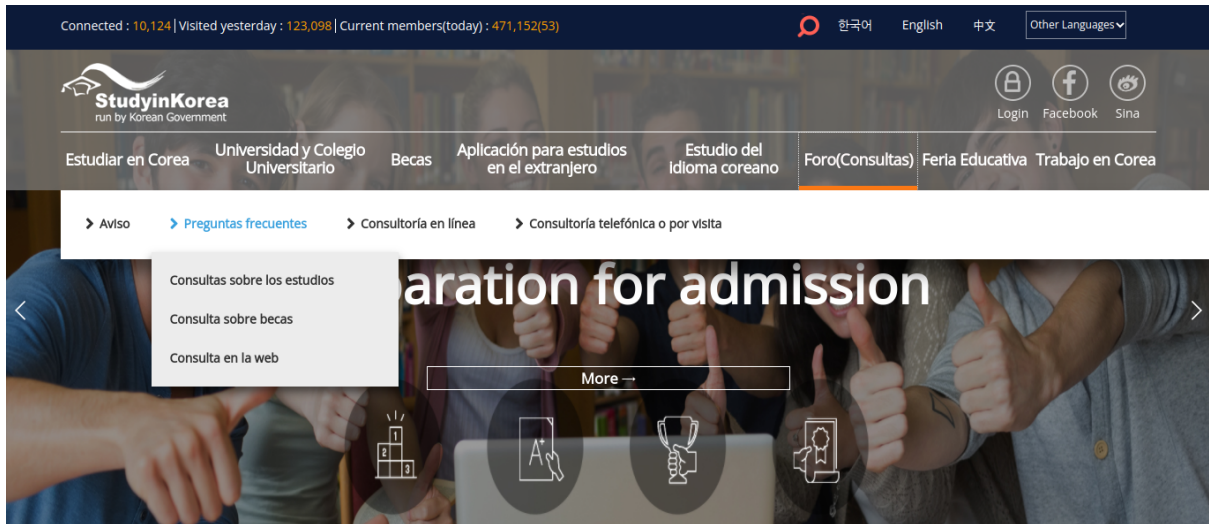 Connected : 10,124 | Visited yesterday : 123,098 | Current members(today) : 471,152(53)
한국어 English 中文 Other Languages
StudyinKorea
run by Korean Government
Login Facebook Sina
Estudiar en Corea
Universidad y Colegio
Universitario
Becas
Aplicación para estudios
en el extranjero
Estudio del
idioma coreano
Foro(Consultas)
Feria Educativa
Trabajo en Corea
Aviso
Preguntas frecuentes
Consultoría en línea
Consultoría telefónica o por visita
Consultas sobre los estudios
Consulta sobre becas
Consulta en la web
aration for admission
More→
1
2
3
A+